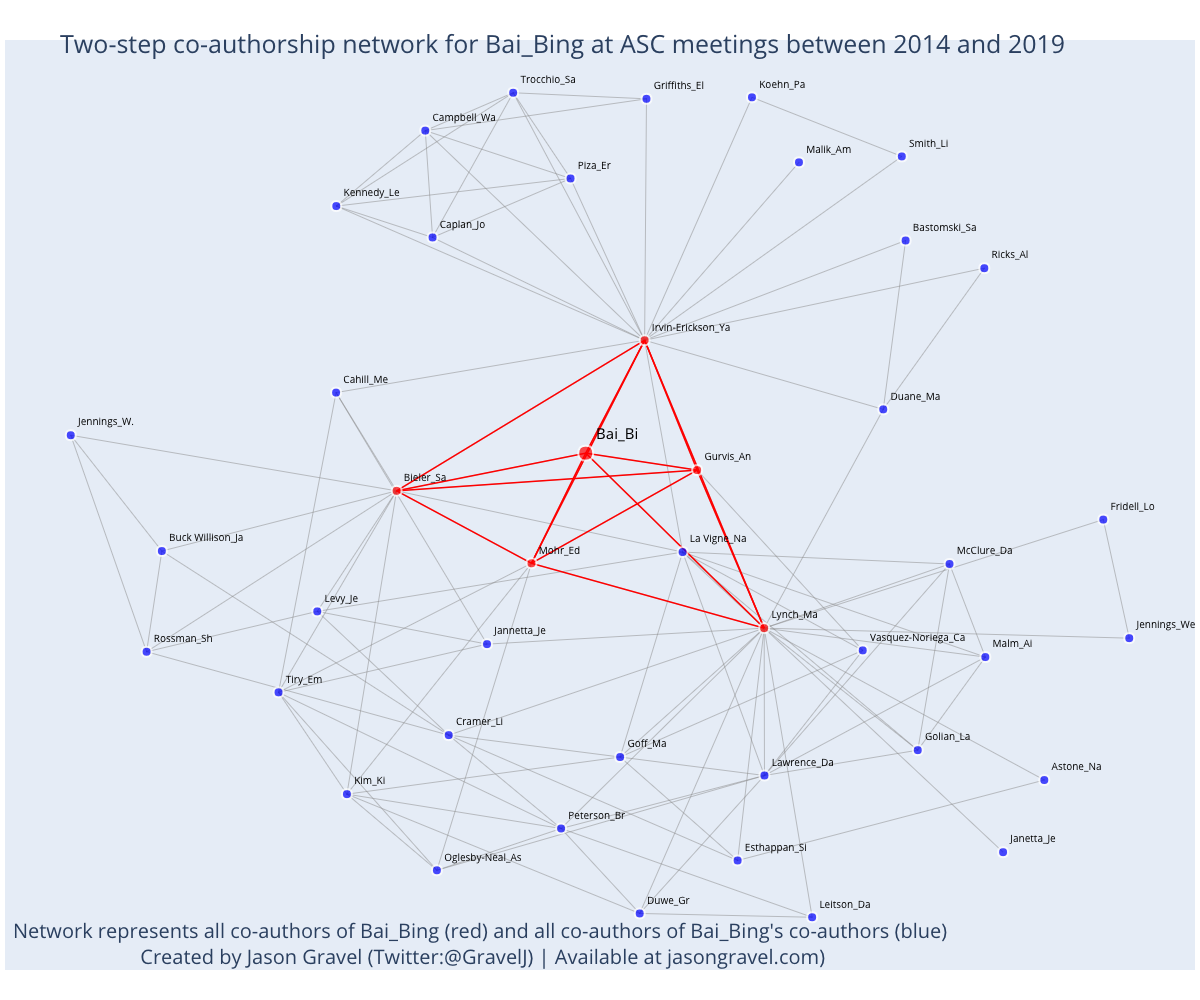 Two-step co-authorship network for Bai_Bing at ASC meetings between 2014 and 2019
Trocchio_Sa
Griffiths_El
Koehn_Pa
Campbell_Wa
Smith_Li
Malik_Am
Piza_Er
Kennedy_Le
Caplan_Jo
Bastomski_Sa
Ricks_Al
Irvin-Erickson_Ya
Cahill_Me
Duane_Ma
Jennings_W.
Bai_Bi
Gurvis_An
Bieler_Sa
Fridell_Lo
Buck Willison_Ja
La Vigne_Na
Mohr_Ed
McClure_Da
Levy_Je
Lynch_Ma
Jennings_We
Rossman_Sh
Jannetta_Je
Vasquez-Noriega_Ca
Malm_Ai
Tiry_Em
Cramer_Li
Goff_Ma
Golian_La
Lawrence_Da
Astone_Na
Kim_Ki
Peterson_Br
Janetta_Je
Esthappan_Si
Oglesby-Neal_As
Duwe_Gr
Leitson_Da
Network represents all co-authors of Bai_Bing (red) and all co-authors of Bai_Bing's co-authors (blue)
Created by Jason Gravel (Twitter:@GravelJ) | Available at jasongravel.com)